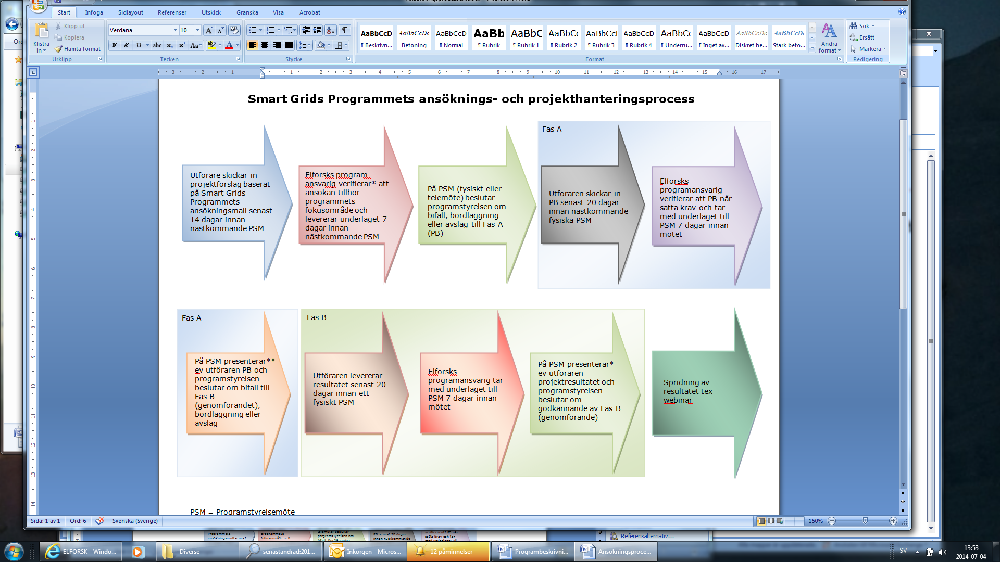 Start
Infoga
Sidlayout
Referenser
Utskick
Granska
Visa
Acrobat
Klistra
in
Klipp ut
Kopiera
Hämta format
Urklipp
Verdana
10
Tecken
Stycke
AaBbCcD
¶ Beskrivn...
AaBbCcDc
Betoning
AaBbCcD
¶ Normal
AaBb
¶ Rubrik
AaBbC
¶ Rubrik 1
AaBbCc
¶ Rubrik 2
AaBbCcI
¶ Rubrik 3
AaBbCcD
¶ Rubrik 4
AaBbCc
¶ Underru...
AaBbCcD
¶ Inget av...
AaBbCcDc
Diskret be...
AaBbCcDc
Stark beto...
Ändra
format
Format
Sök
Ersätt
Markera
Redigering
Smart Grids Programmets ansöknings- och projekthanteringsprocess
Utförare skickar in
projektförslag baserat
på Smart Grids
Programmets
ansökningsmall senast
14 dagar innan
nästkommande PSM
Elforsks program-
ansvarig verifierar* att
ansökan tillhör
programmets
fokusområde och
levererar underlaget 7
dagar innan
nästkommande PSM
På PSM (fysiskt eller
telemöte) beslutar
programstyrelsen om
bifall, bordläggning
eller avslag till Fas A
(PB)
Fas A
Utföraren skickar in
PB senast 20 dagar
innan nästkommande
fysiska PSM
Elforsks
programansvarig
verifierar att PB når
satta krav och tar
med underlaget till
PSM 7 dagar innan
mötet
Fas A
På PSM presenterar**
ev utföraren PB och
programstyrelsen
beslutar om bifall till
Fas B
(genomförandet),
bordläggning eller
avslag
Fas B
Utföraren levererar
resultatet senast 20
dagar innan ett
fysiskt PSM
Elforsks
programansvarig tar
med underlaget till
PSM 7 dagar innan
mötet
På PSM presenterar*
ev utföraren
projektresultatet och
programstyrelsen
beslutar om
godkännande av Fas B
(genomförande)
Spridning av
resultatet tex
webinar
PSM = Programstyrelsemöte
Sida: 1 av 1
Ord: 6
Svenska (Sverige)
150%
Referensalternativ...
ELFORSK - Windo...
Diverse
senaständrad:201...
Inkorgen - Micros...
12 påminnelser
Programbeskrivni...
Ansökningsproce...
SV
13:53
2014-07-04